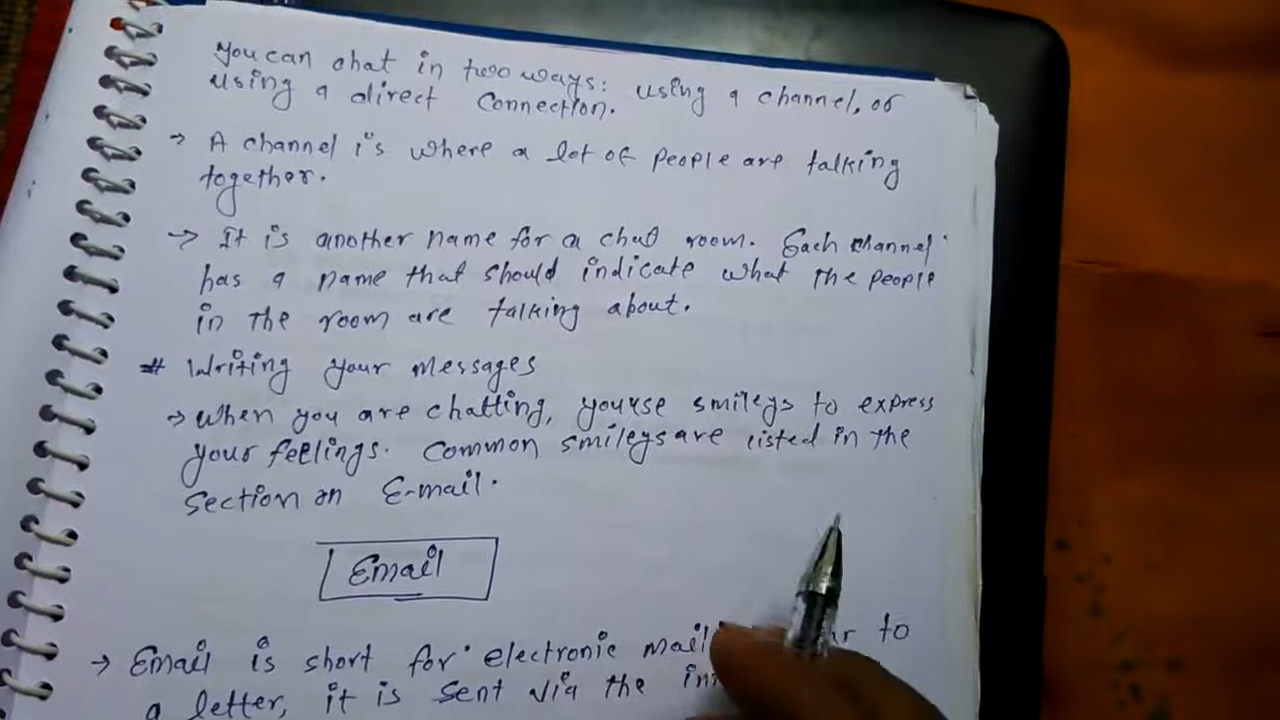 you can chat in two ways: using a channel, or
using a direct connection.
→ A channel is where a lot of people are talking
together.
→ It is another name for a chat room. Each channel
has a name that should indicate what the people
in the room are talking about.
# Writing your messages
→ When you are chatting, youuse smileys to express
your feelings. Common smileys are listed in the
section on E-mail.
Email
→ Email is short for electronic mail to
a letter, it is sent via the